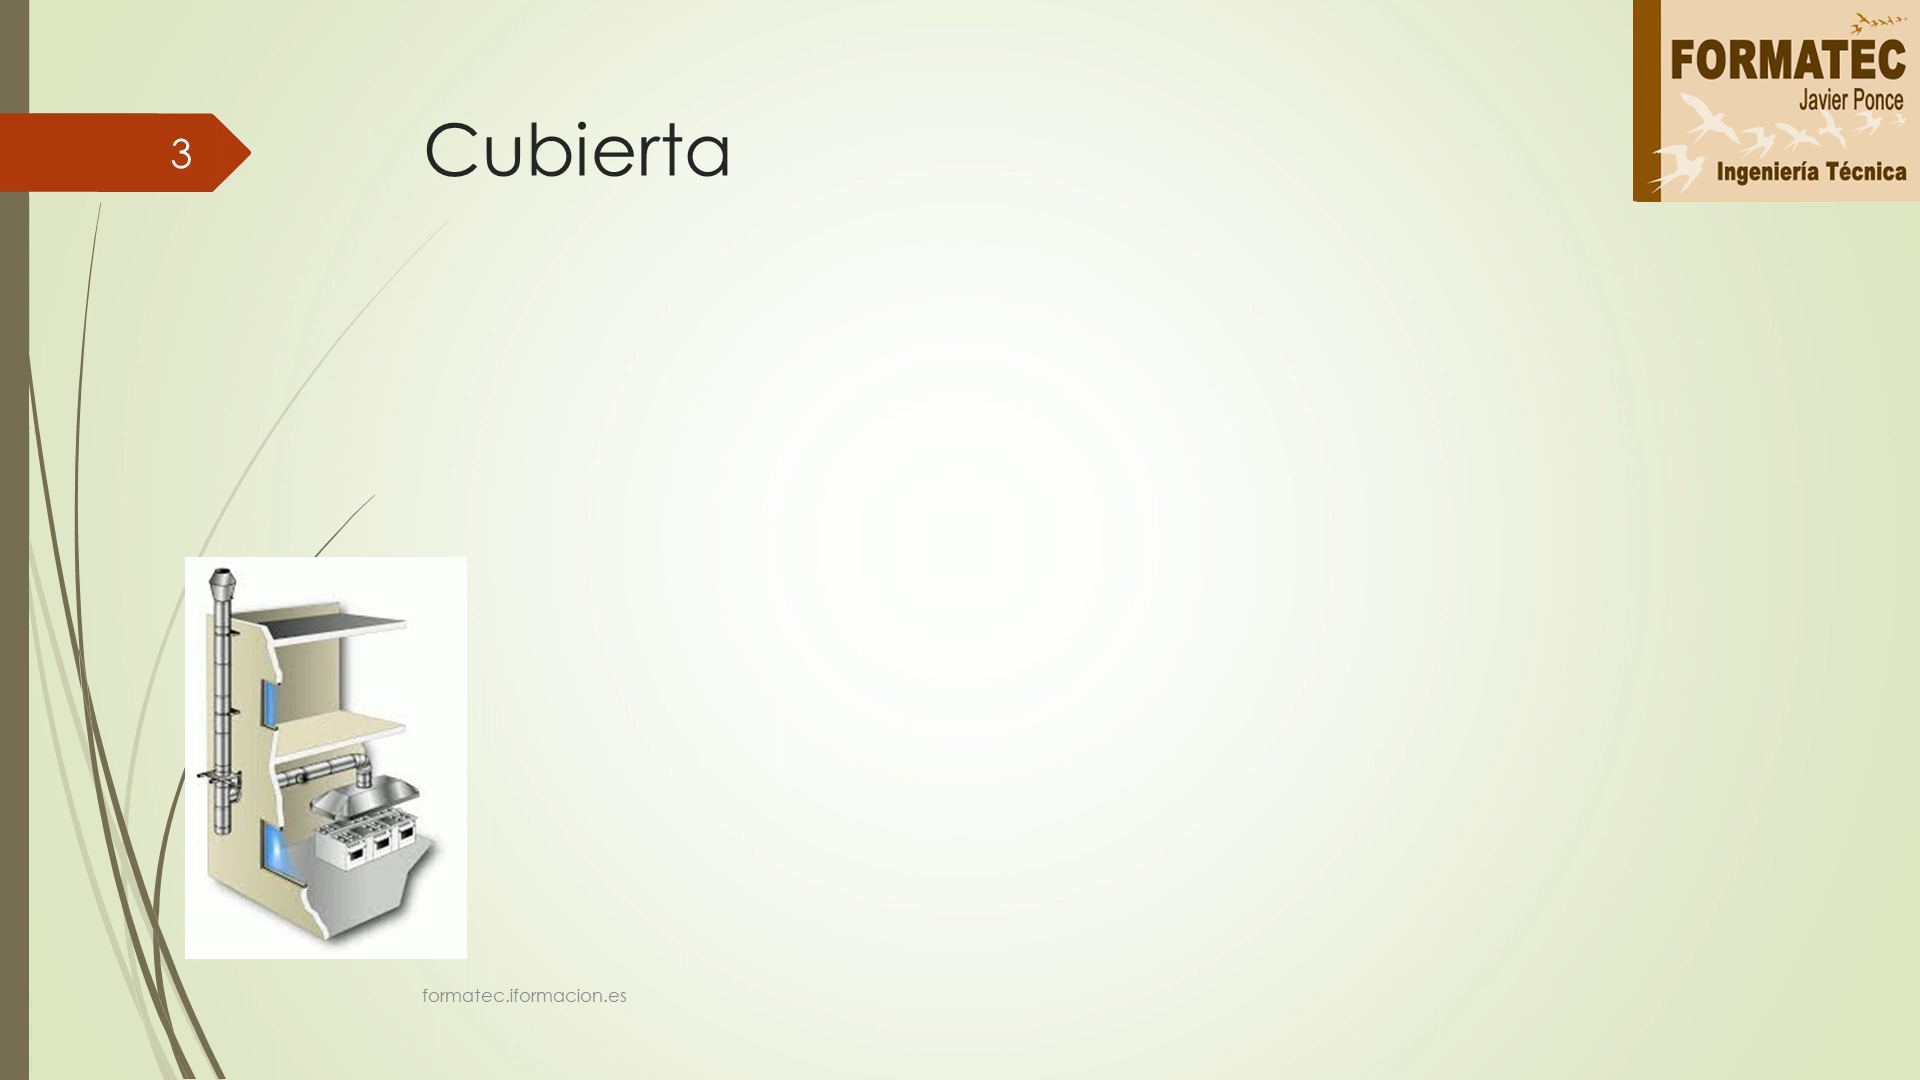 3
Cubierta
FORMATEC
Javier Ponce
Ingeniería Técnica
formatec.iformacion.es